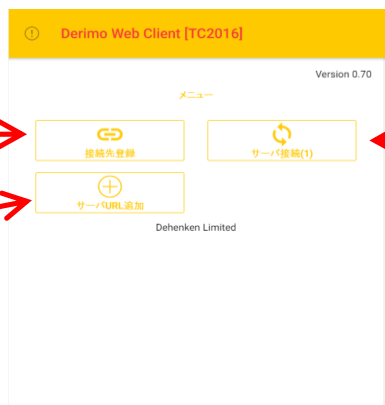 Derimo Web Client [TC2016]
Version 0.70
メニュー
接続先登録
サーバ接続(1)
サーバURL追加
Dehenken Limited